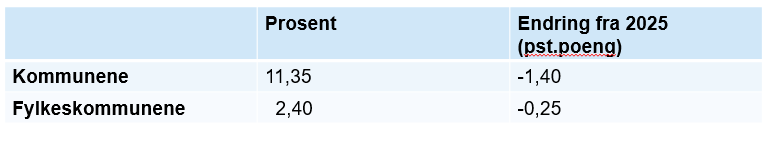 Prosent Endring fra 2025
(pst.poeng)
Kommunene 11,35 -1,40
Fylkeskommunene 2,40 -0,25